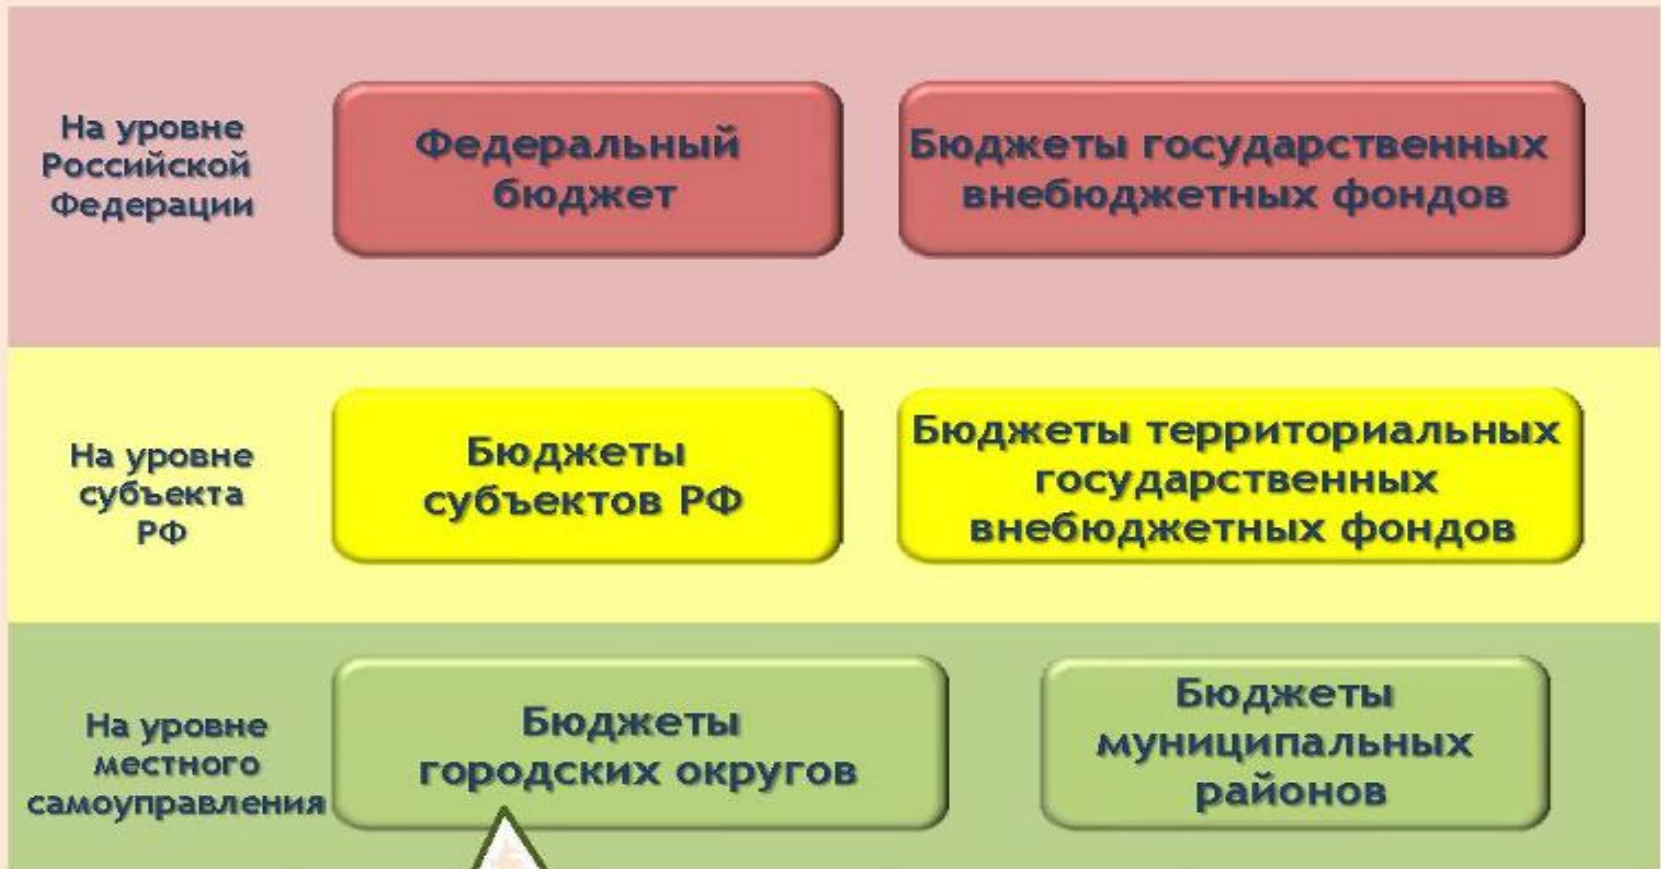 На уровне
Российской
Федерации
Федеральный
бюджет
Бюджеты государственных
внебюджетных фондов
На уровне
субъекта
РФ
Бюджеты
субъектов РФ
Бюджеты территориальных
государственных
внебюджетных фондов
На уровне
местного
самоуправления
Бюджеты
городских округов
Бюджеты
муниципальных
районов